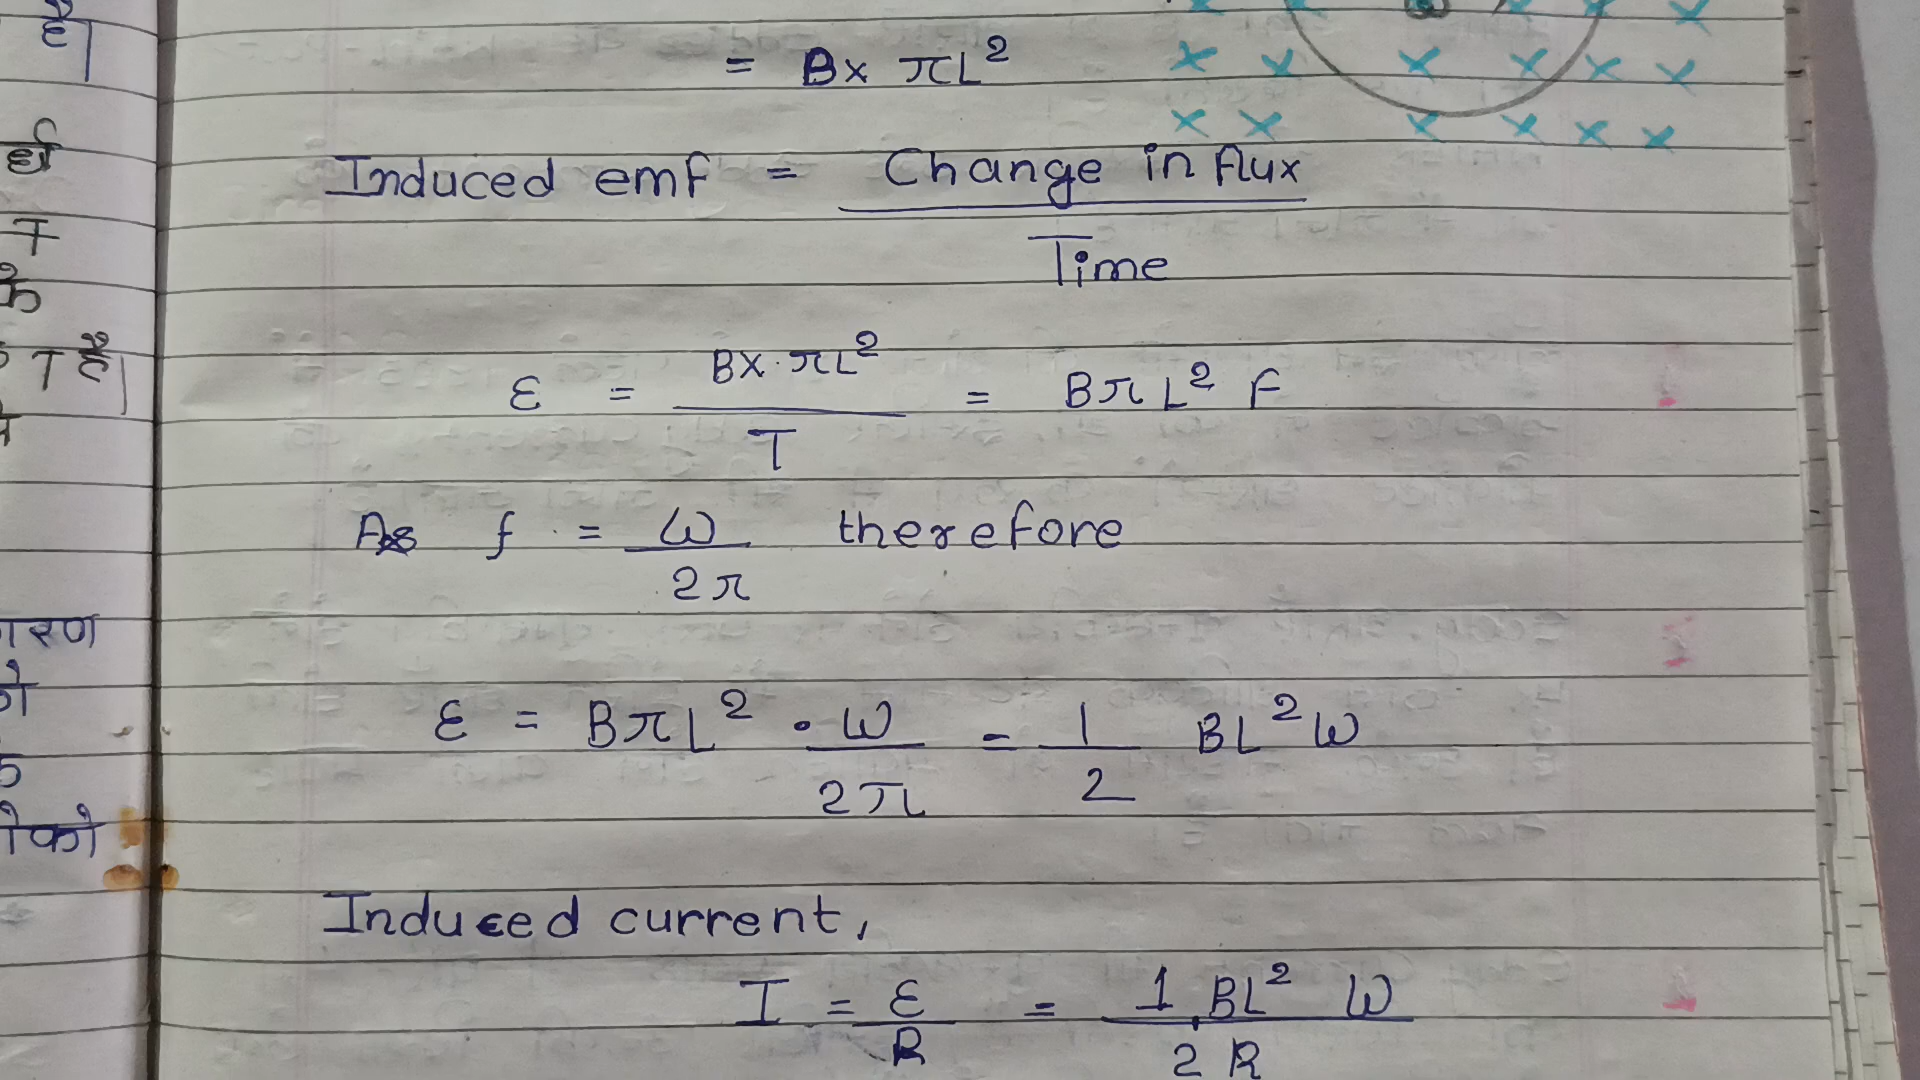 है।
र्हा
T
के
T है।
= B× πL²
Induced emf = Change in flux / Time
ε = B×πL² / T = BπL² f
As f = ω / 2π therefore
ε = BπL² · ω / 2π = 1 / 2 BL²ω
Induced current,
I = ε / R = 1 BL² ω / 2 R